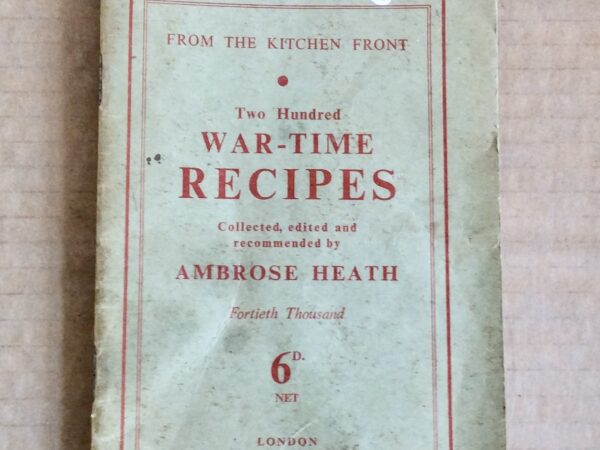 FROM THE KITCHEN FRONT
Two Hundred
WAR-TIME
RECIPES
Collected, edited and
recommended by
AMBROSE HEATH
Fortieth Thousand
6D.
NET
LONDON